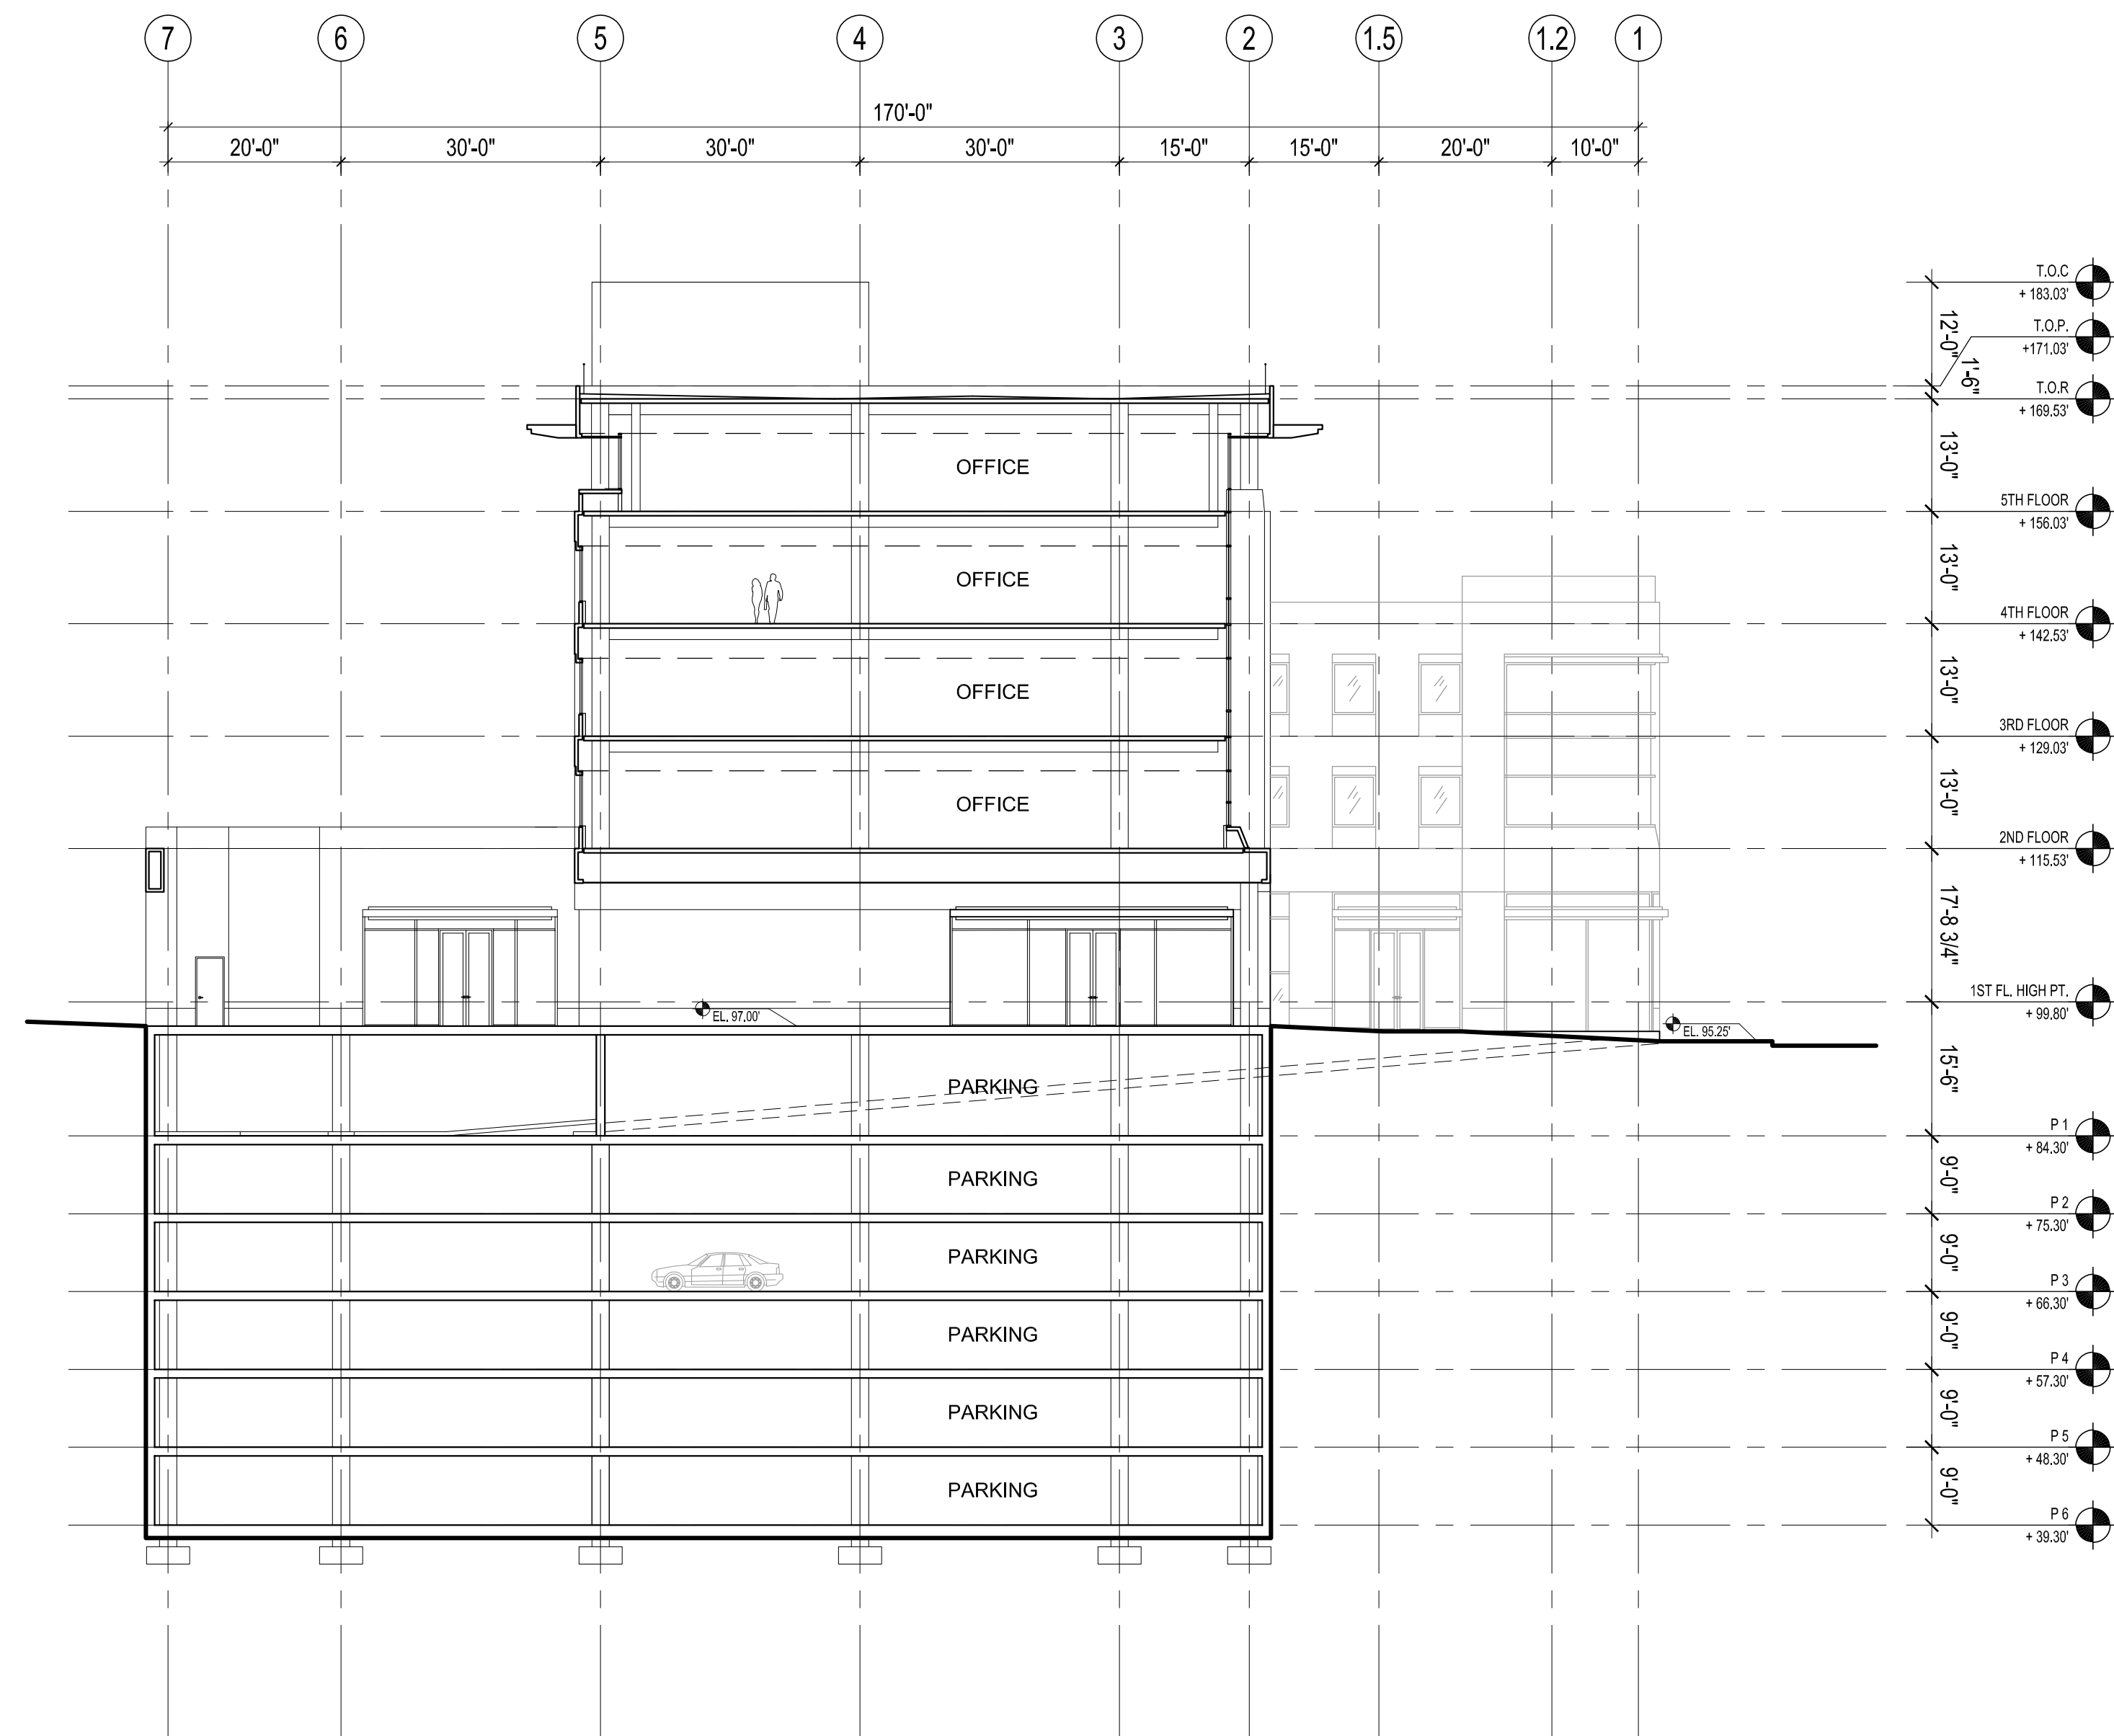 7 6 5 4 3 2 1.5 1.2 1
170'-0"
20'-0" 30'-0" 30'-0" 30'-0" 15'-0" 15'-0" 20'-0" 10'-0"
T.O.C
+ 183.03'
12'-0"
T.O.P.
+171.03'
1'-6"
T.O.R
+ 169.53'
13'-0"
OFFICE
5TH FLOOR
+ 156.03'
13'-0"
OFFICE
4TH FLOOR
+ 142.53'
13'-0"
OFFICE
3RD FLOOR
+ 129.03'
13'-0"
OFFICE
2ND FLOOR
+ 115.53'
17'-8 3/4"
1ST FL. HIGH PT.
+ 99.80'
EL. 97.00'
EL. 95.25'
15'-6"
PARKING
P 1
+ 84.30'
9'-0"
PARKING
P 2
+ 75.30'
9'-0"
PARKING
P 3
+ 66.30'
9'-0"
PARKING
P 4
+ 57.30'
9'-0"
PARKING
P 5
+ 48.30'
9'-0"
PARKING
P 6
+ 39.30'